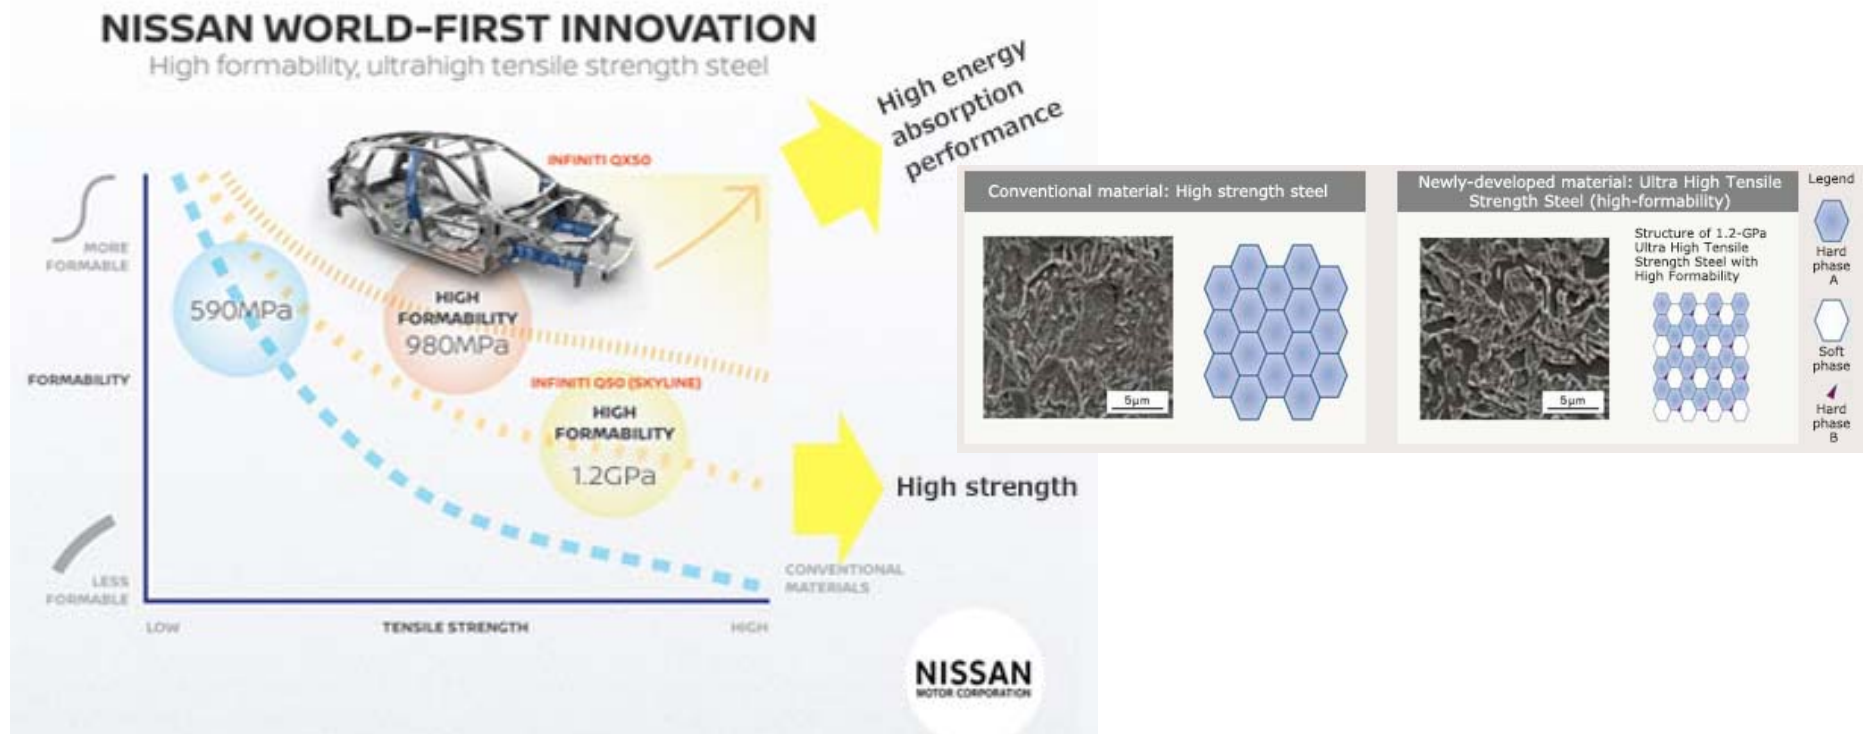 NISSAN WORLD-FIRST INNOVATION
High formability, ultrahigh tensile strength steel
High energy
absorption
performance
INFINITI QX50
MORE
FORMABLE
590MPa
HIGH
FORMABILITY
980MPa
FORMABILITY
INFINITI Q50 (SKYLINE)
HIGH
FORMABILITY
1.2GPa
High strength
LESS
FORMABLE
CONVENTIONAL
MATERIALS
LOW
TENSILE STRENGTH
HIGH
NISSAN
MOTOR CORPORATION
Conventional material: High strength steel
5μm
Newly-developed material: Ultra High Tensile
Strength Steel (high-formability)
Structure of 1.2-GPa
Ultra High Tensile
Strength Steel with
High Formability
5μm
Legend
Hard
phase
A
Soft
phase
Hard
phase
B